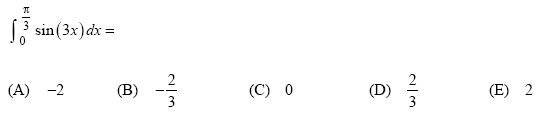 ∫₀^(π/3) sin(3x) dx =
(A) −2 (B) −2/3 (C) 0 (D) 2/3 (E) 2